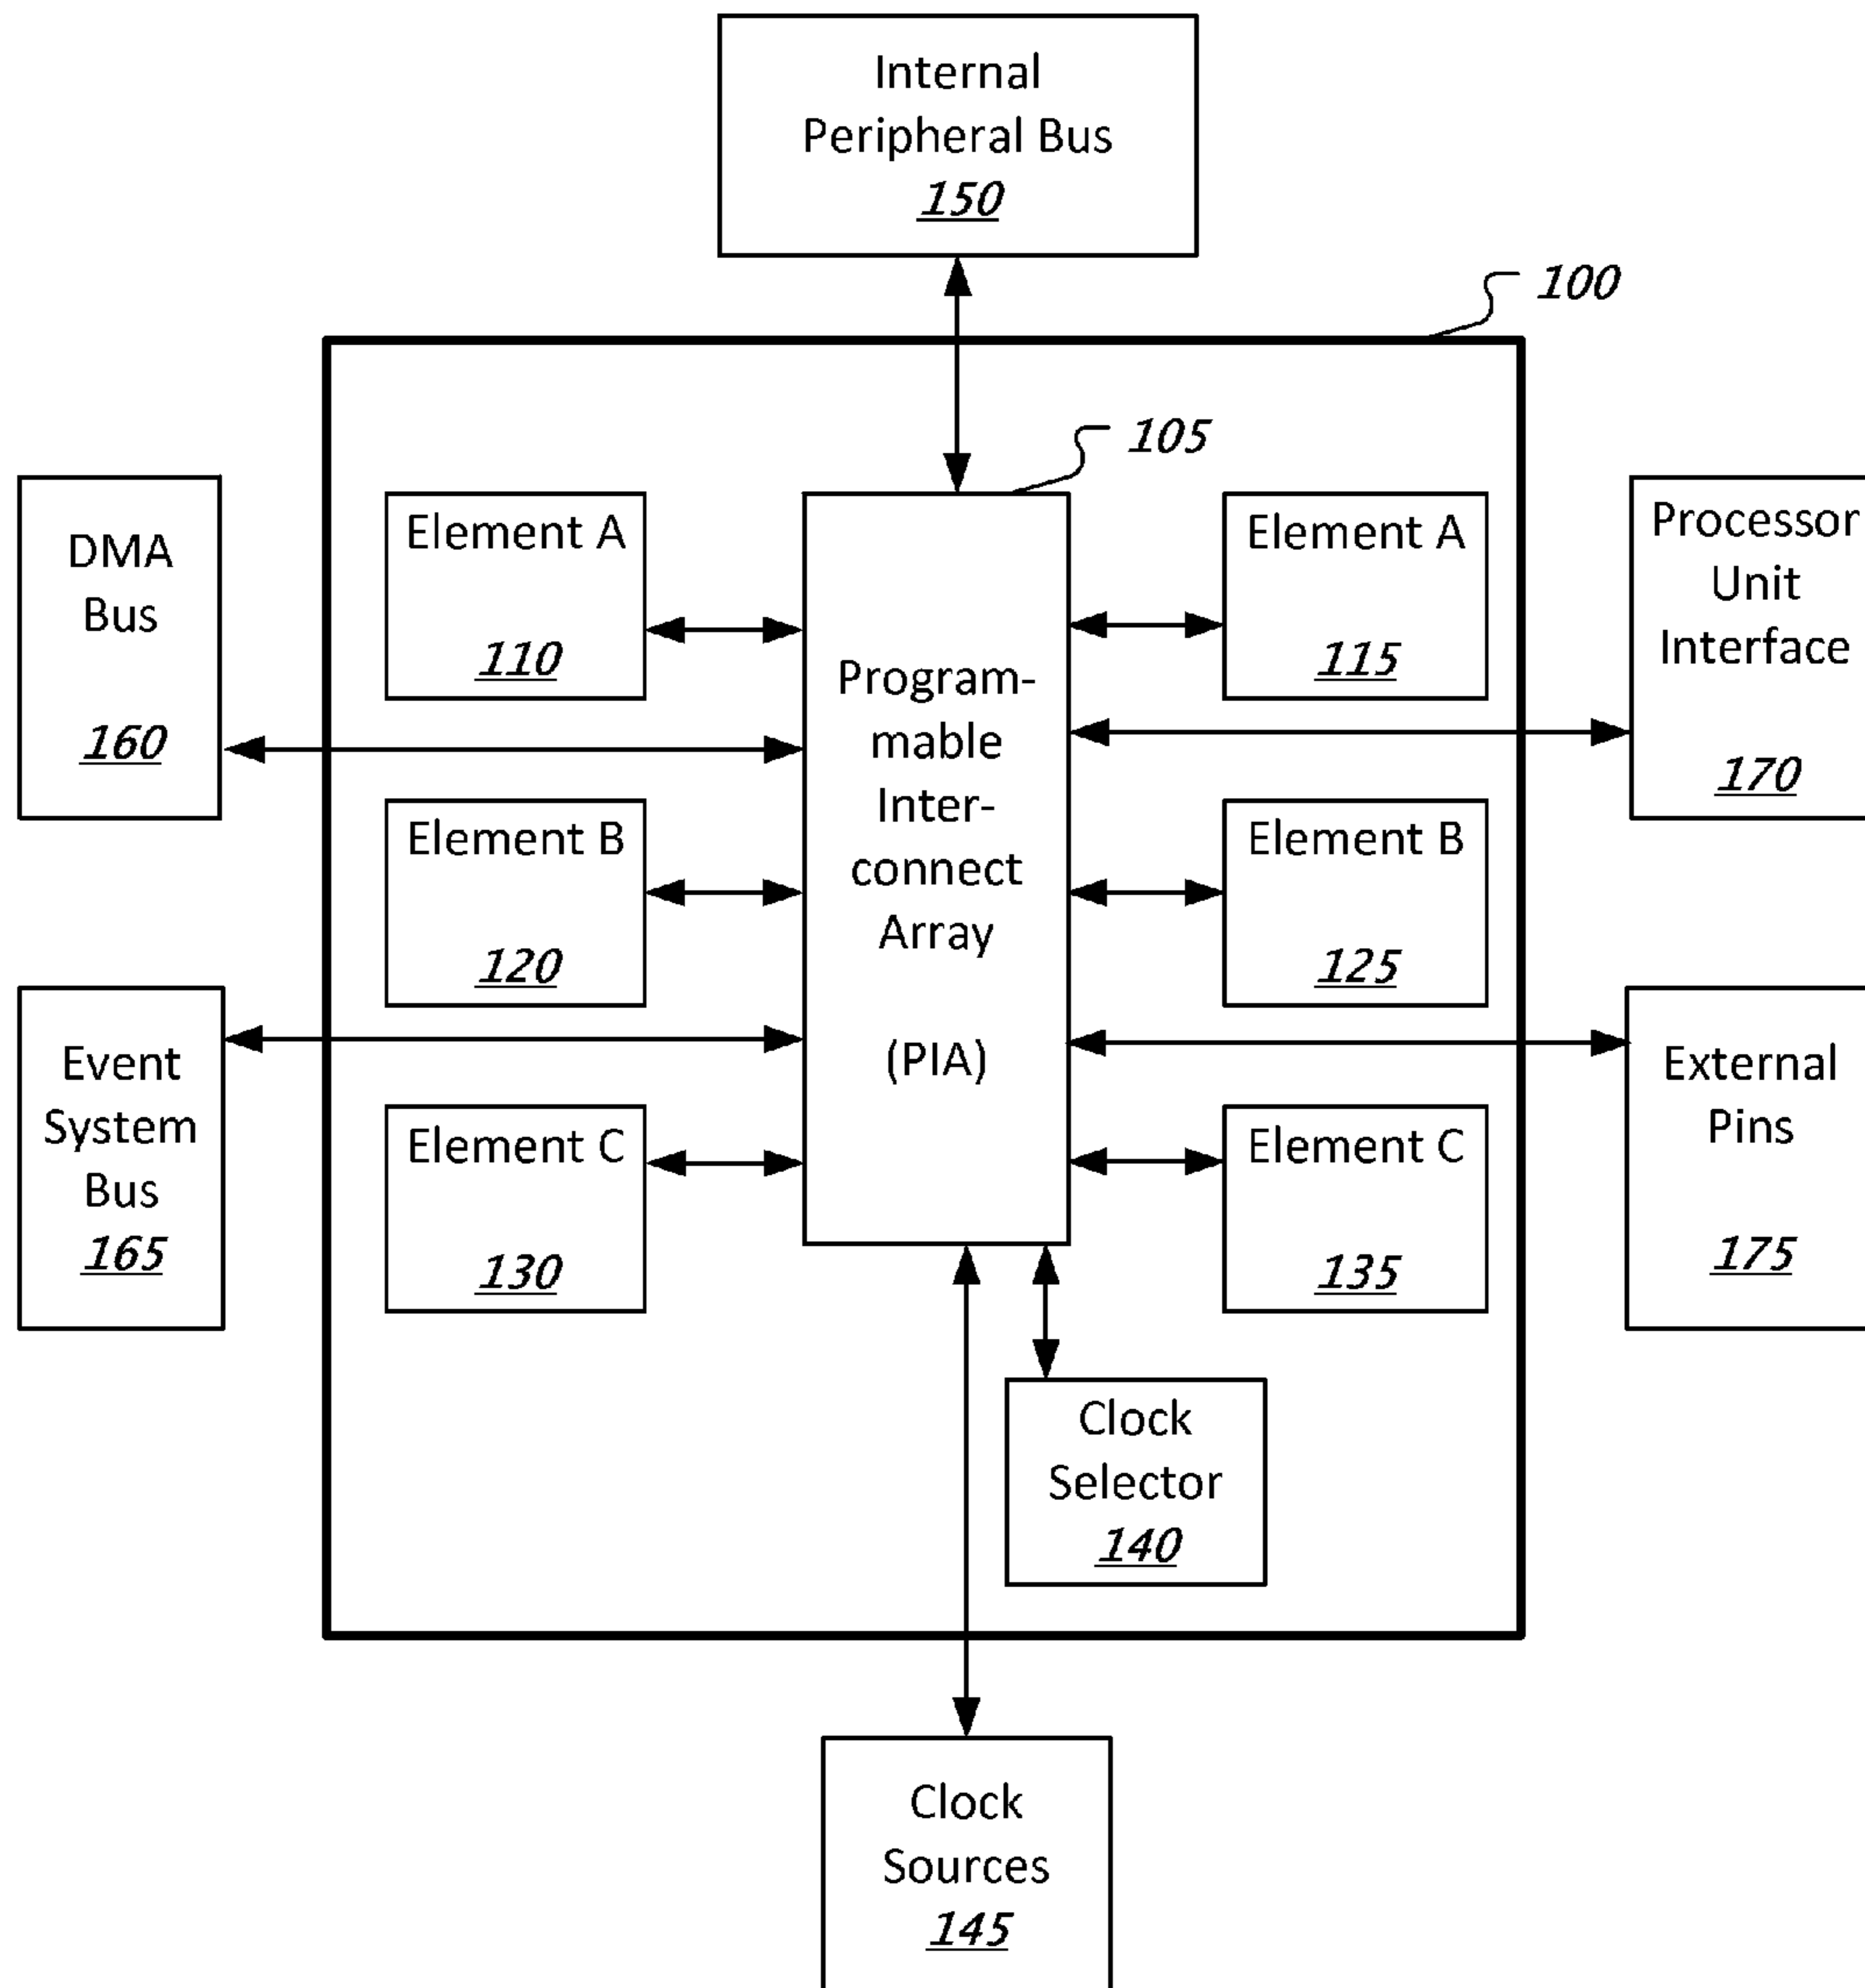 Internal
Peripheral Bus
150
100
105
DMA
Bus
160
Element A
110
Program-
mable
Inter-
connect
Array
(PIA)
Element A
115
Processor
Unit
Interface
170
Element B
120
Element B
125
Event
System
Bus
165
Element C
130
Element C
135
External
Pins
175
Clock
Selector
140
Clock
Sources
145